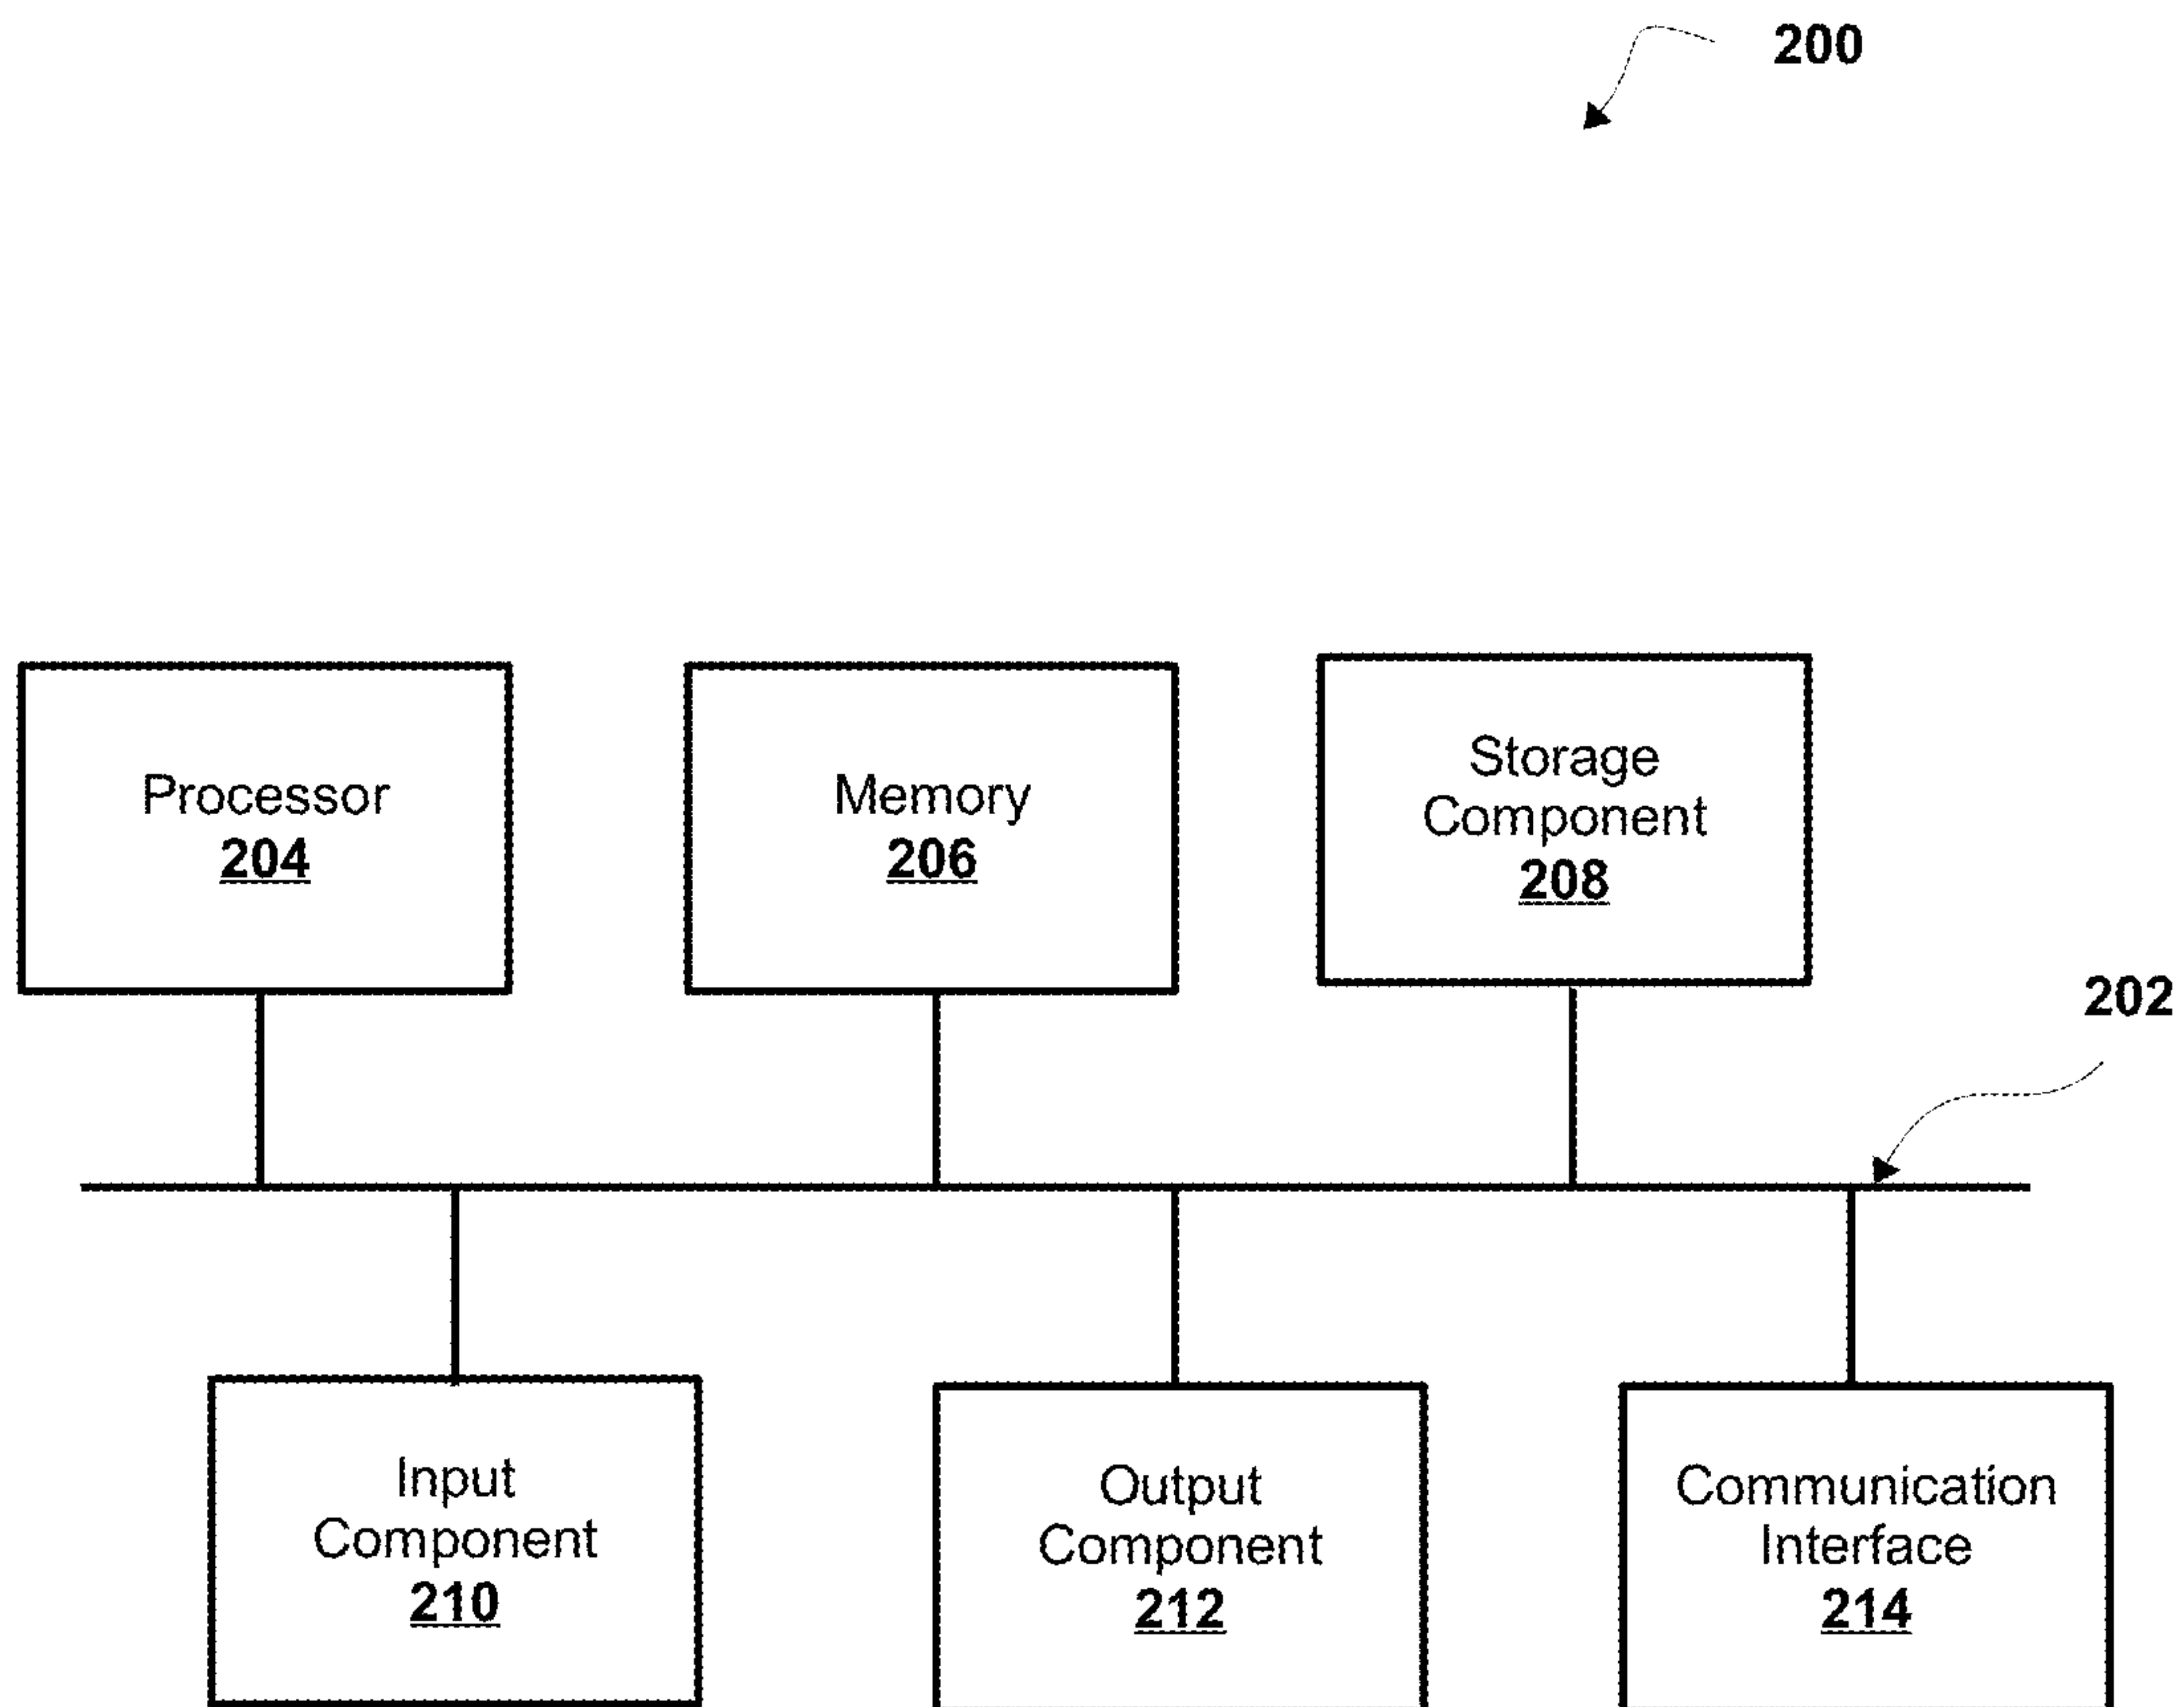 200
Processor
204
Memory
206
Storage
Component
208
202
Input
Component
210
Output
Component
212
Communication
Interface
214